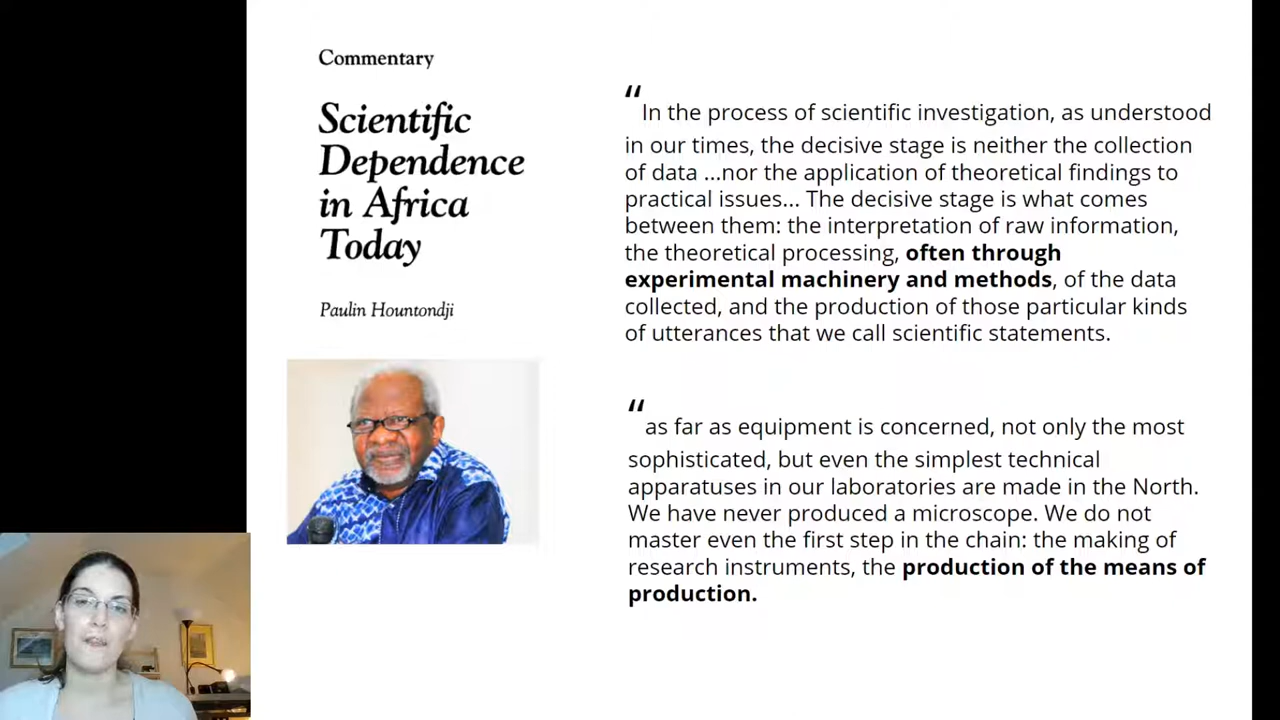 Commentary
Scientific
Dependence
in Africa
Today
Paulin Hountondji
“In the process of scientific investigation, as understood
in our times, the decisive stage is neither the collection
of data ...nor the application of theoretical findings to
practical issues... The decisive stage is what comes
between them: the interpretation of raw information,
the theoretical processing, often through
experimental machinery and methods, of the data
collected, and the production of those particular kinds
of utterances that we call scientific statements.
“as far as equipment is concerned, not only the most
sophisticated, but even the simplest technical
apparatuses in our laboratories are made in the North.
We have never produced a microscope. We do not
master even the first step in the chain: the making of
research instruments, the production of the means of
production.